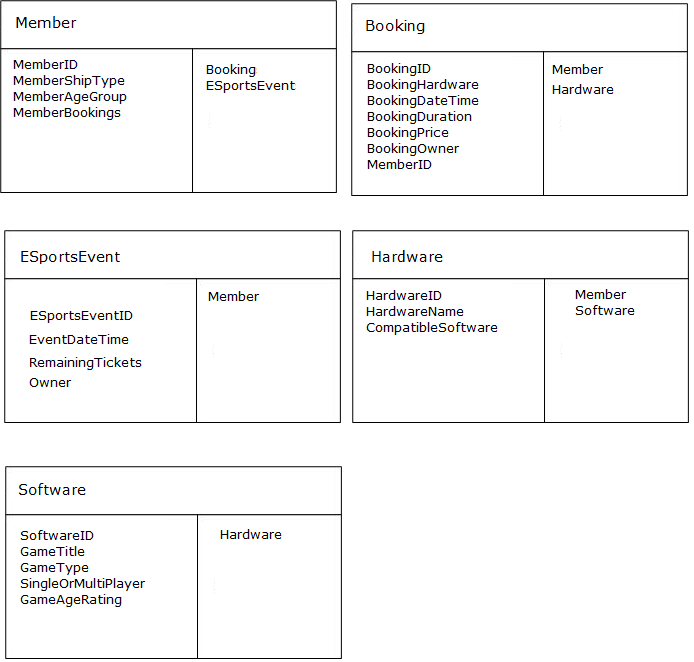 Member
MemberID
MemberShipType
MemberAgeGroup
MemberBookings
Booking
ESportsEvent
Booking
BookingID
BookingHardware
BookingDateTime
BookingDuration
BookingPrice
BookingOwner
MemberID
Member
Hardware
ESportsEvent
ESportsEventID
EventDateTime
RemainingTickets
Owner
Member
Hardware
HardwareID
HardwareName
CompatibleSoftware
Member
Software
Software
SoftwareID
GameTitle
GameType
SingleOrMultiPlayer
GameAgeRating
Hardware